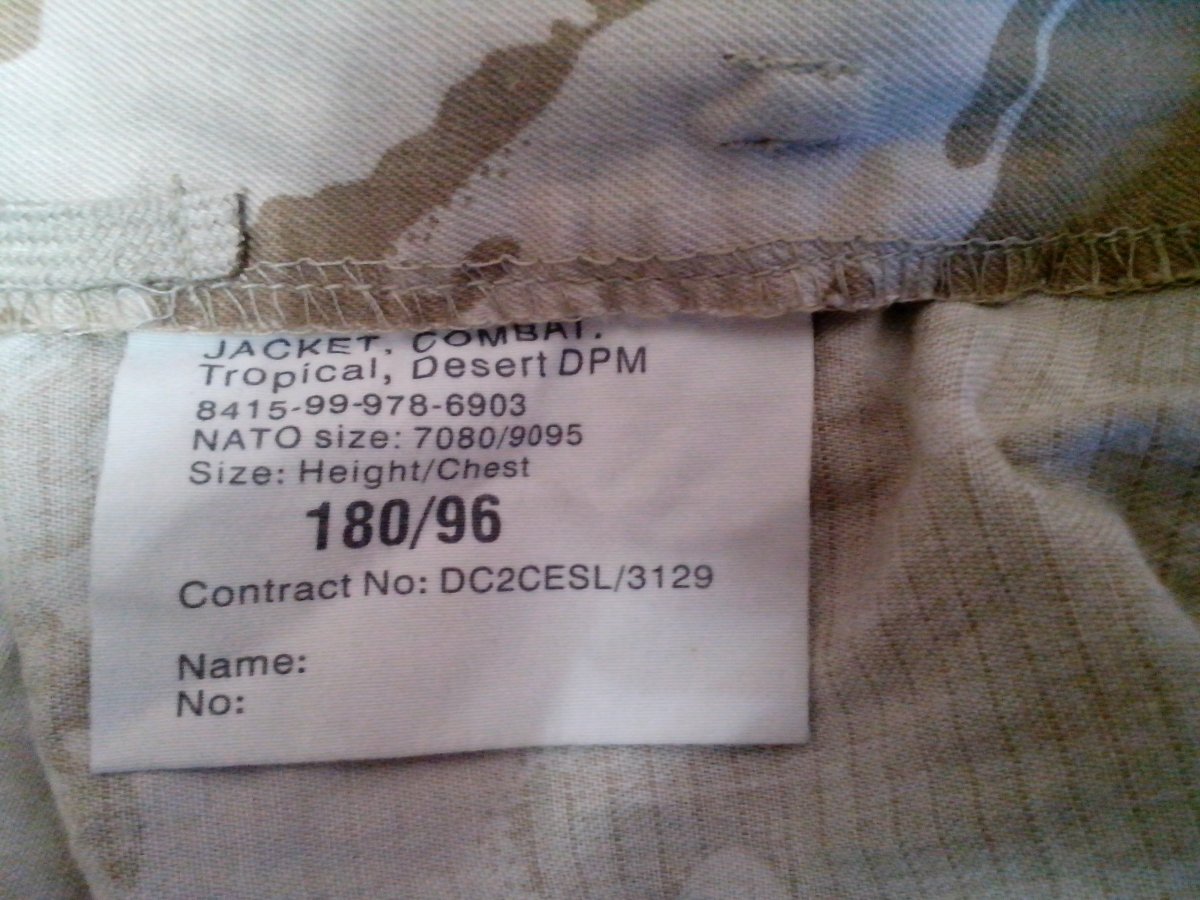 JACKET, COMBAT.
Tropical, Desert DPM
8415-99-978-6903
NATO size: 7080/9095
Size: Height/Chest
180/96
Contract No: DC2CESL/3129
Name:
No: